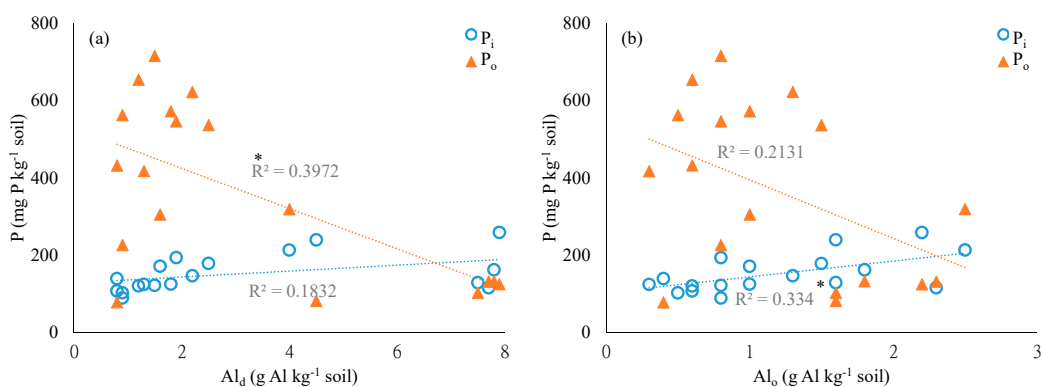 (a)
P (mg P kg⁻¹ soil)
800
600
400
200
0
Pᵢ
Pₒ
*
R² = 0.3972
R² = 0.1832
0 2 4 6 8
Al_d (g Al kg⁻¹ soil)
(b)
P (mg P kg⁻¹ soil)
800
600
400
200
0
Pᵢ
Pₒ
R² = 0.2131
*
R² = 0.334
0 1 2 3
Alₒ (g Al kg⁻¹ soil)